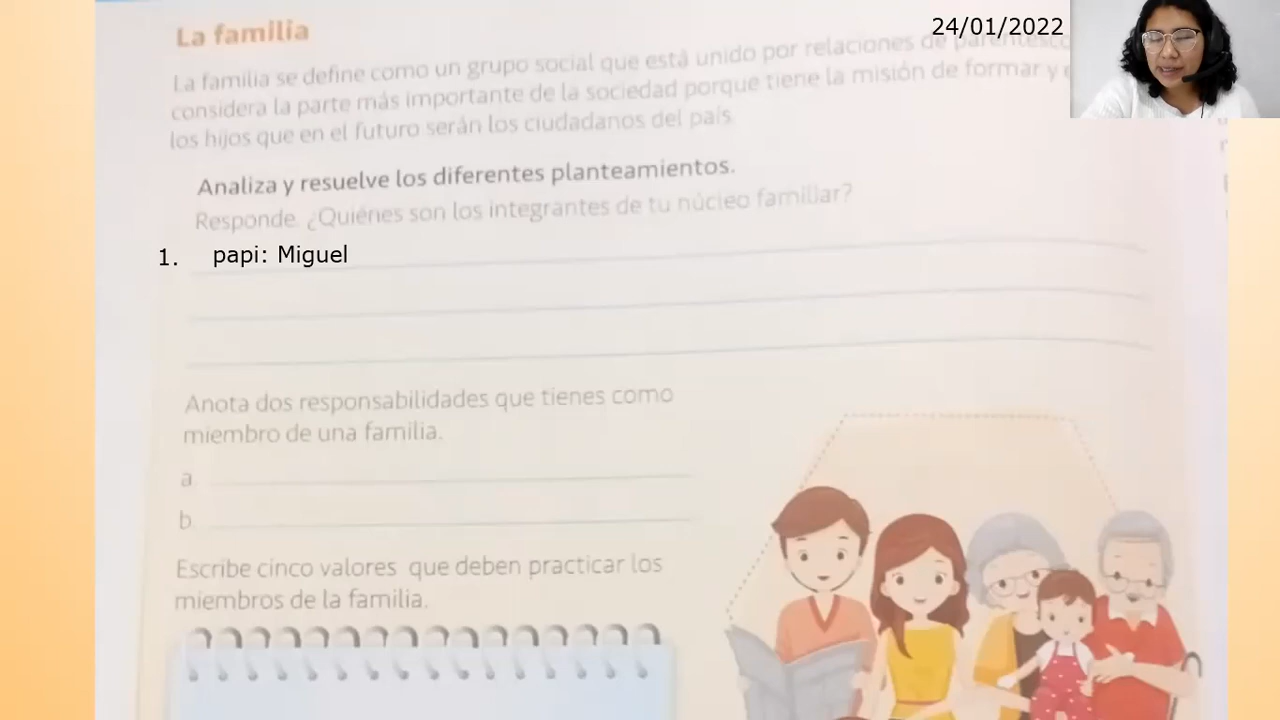 La familia
24/01/2022
La familia se define como un grupo social que está unido por relaciones de parentesco
considera la parte más importante de la sociedad porque tiene la misión de formar y
los hijos que en el futuro serán los ciudadanos del país
Analiza y resuelve los diferentes planteamientos.
Responde. ¿Quiénes son los integrantes de tu núcleo familiar?
1. papi: Miguel
Anota dos responsabilidades que tienes como
miembro de una familia.
a.
b.
Escribe cinco valores que deben practicar los
miembros de la familia.